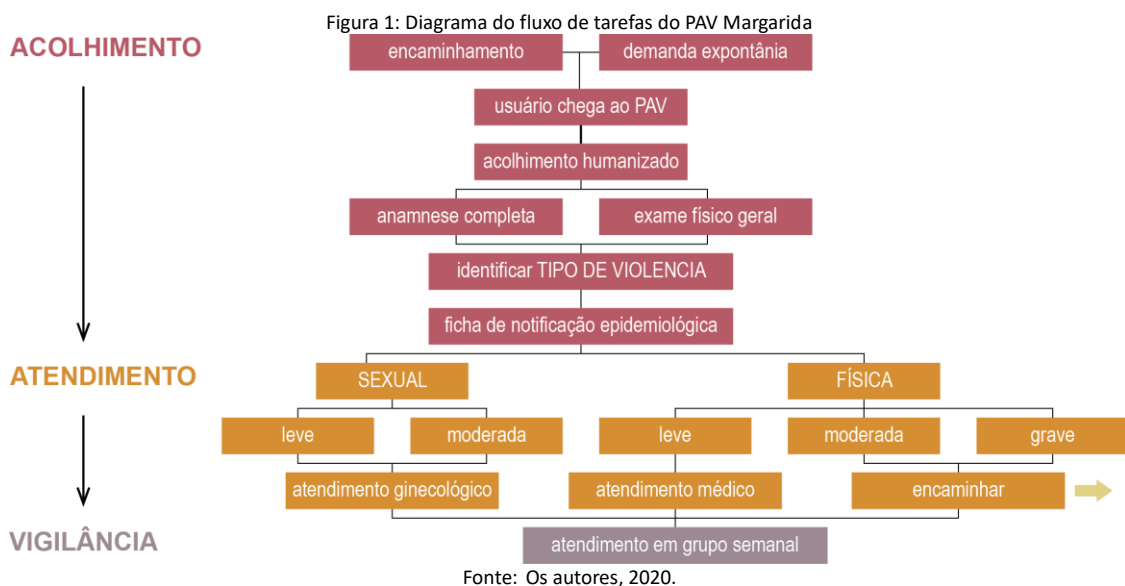 Figura 1: Diagrama do fluxo de tarefas do PAV Margarida
ACOLHIMENTO
encaminhamento
demanda expontânia
usuário chega ao PAV
acolhimento humanizado
anamnese completa
exame físico geral
identificar TIPO DE VIOLENCIA
ficha de notificação epidemiológica
ATENDIMENTO
SEXUAL
FÍSICA
leve
moderada
leve
moderada
grave
atendimento ginecológico
atendimento médico
encaminhar
VIGILÂNCIA
atendimento em grupo semanal
Fonte: Os autores, 2020.